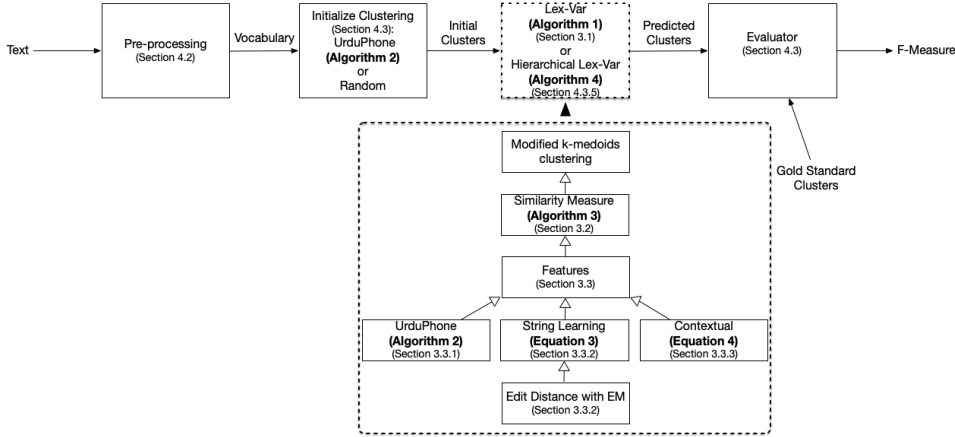 Text
Pre-processing
(Section 4.2)
Vocabulary
Initialize Clustering
(Section 4.3):
UrduPhone
(Algorithm 2)
or
Random
Initial
Clusters
Lex-Var
(Algorithm 1)
(Section 3.1)
or
Hierarchical Lex-Var
(Algorithm 4)
(Section 4.3.5)
Predicted
Clusters
Evaluator
(Section 4.3)
F-Measure
Gold Standard
Clusters
Modified k-medoids
clustering
Similarity Measure
(Algorithm 3)
(Section 3.2)
Features
(Section 3.3)
UrduPhone
(Algorithm 2)
(Section 3.3.1)
String Learning
(Equation 3)
(Section 3.3.2)
Contextual
(Equation 4)
(Section 3.3.3)
Edit Distance with EM
(Section 3.3.2)